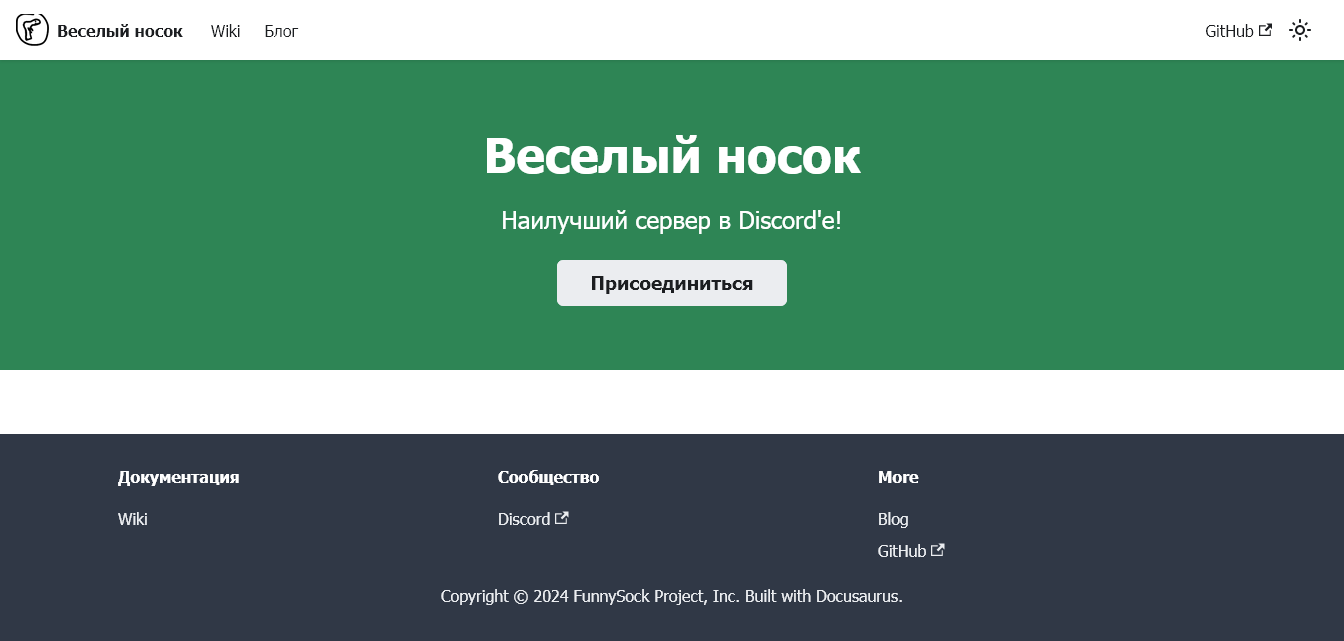 Веселый носок Wiki Блог GitHub
Веселый носок
Наилучший сервер в Discord'е!
Присоединиться
Документация Сообщество More
Wiki Discord Blog
GitHub
Copyright © 2024 FunnySock Project, Inc. Built with Docusaurus.